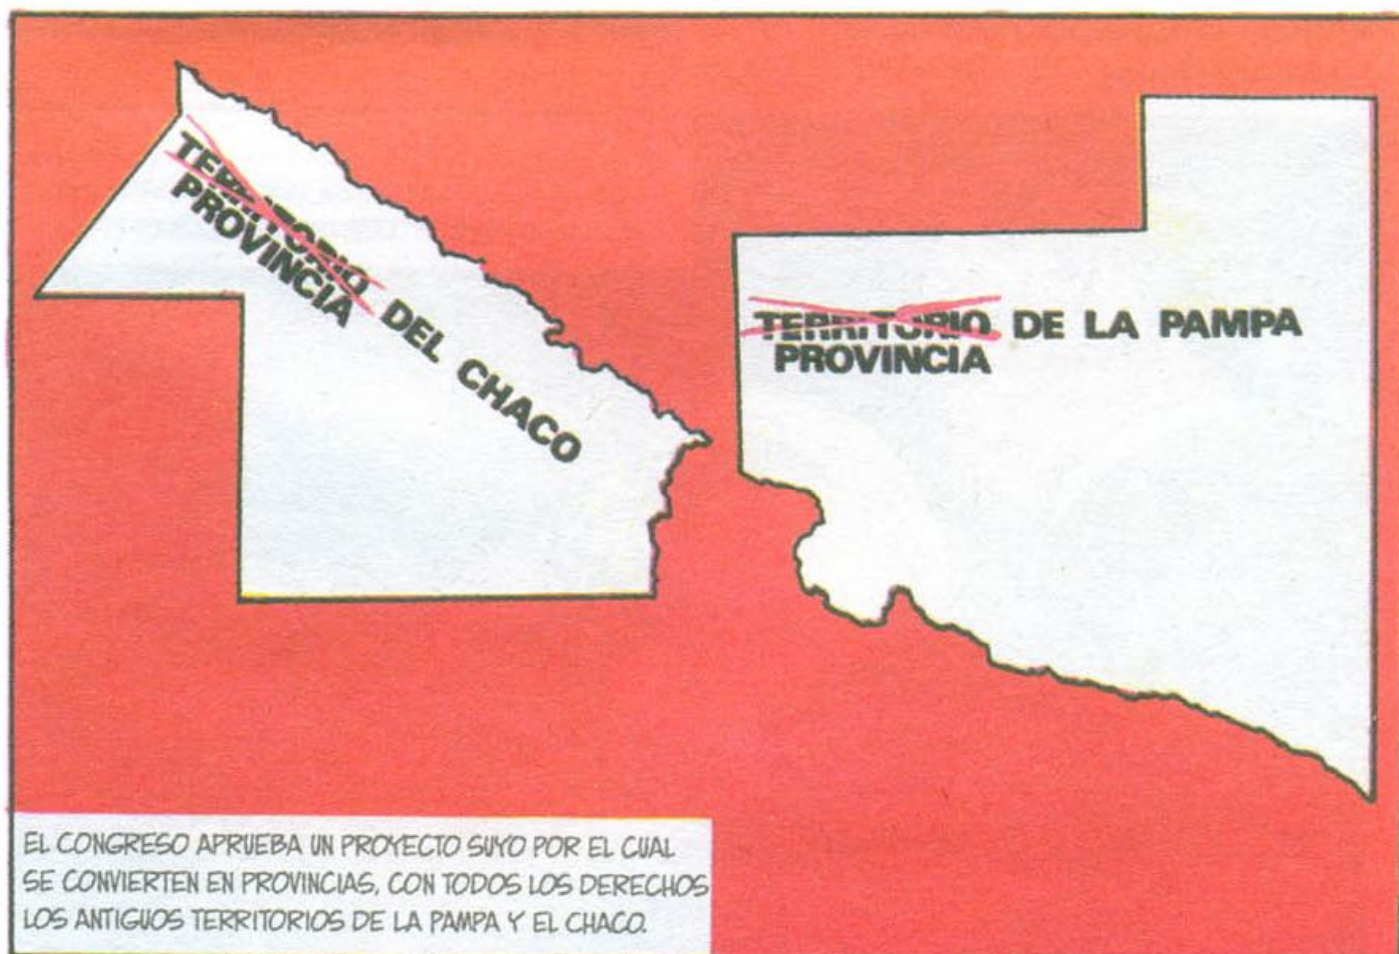 TERRITORIO DEL CHACO
PROVINCIA
TERRITORIO DE LA PAMPA
PROVINCIA
EL CONGRESO APRUEBA UN PROYECTO SUYO POR EL CUAL
SE CONVIERTEN EN PROVINCIAS, CON TODOS LOS DERECHOS
LOS ANTIGUOS TERRITORIOS DE LA PAMPA Y EL CHACO.